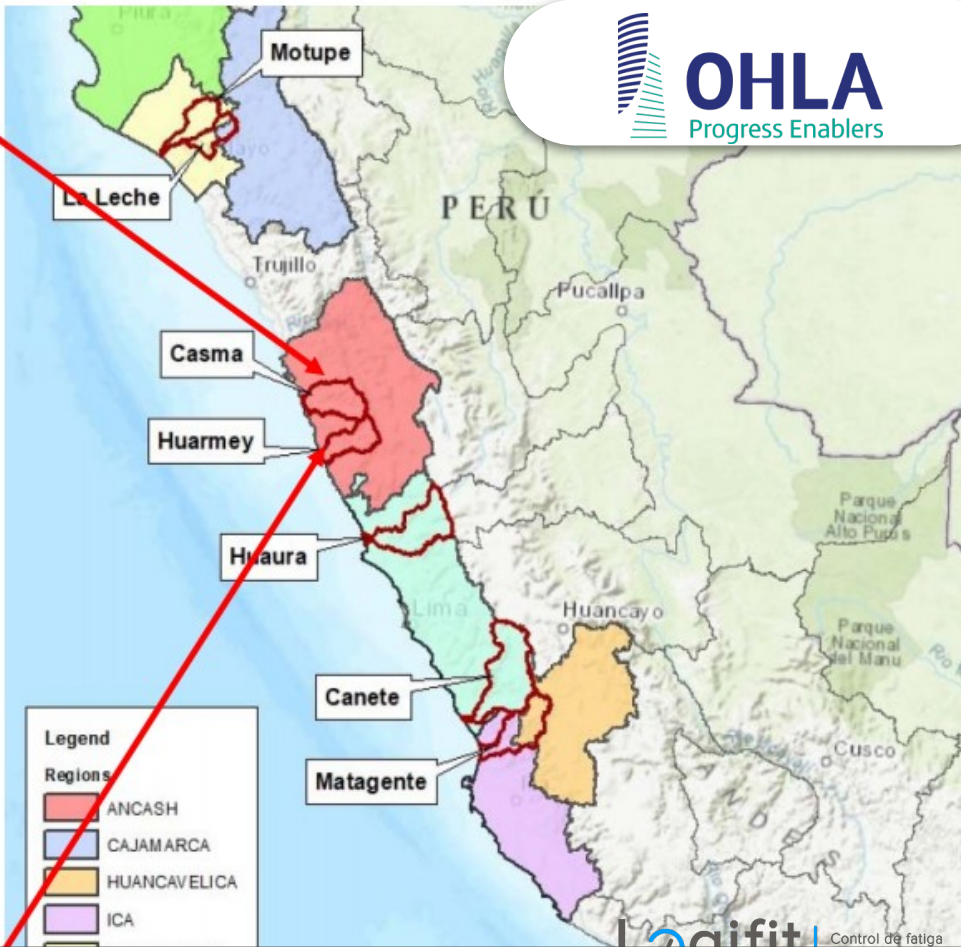 Piura
Motupe
OHLA
Progress Enablers
La Leche
PERÚ
Trujillo
Pucallpa
Casma
Huarmey
Huaura
Parque
Nacional
Alto Purús
Lima
Huancayo
Parque
Nacional
del Manu
Canete
Matagente
Cusco
Legend
Regions
ANCASH
CAJAMARCA
HUANCAVELICA
ICA
Control de fatiga